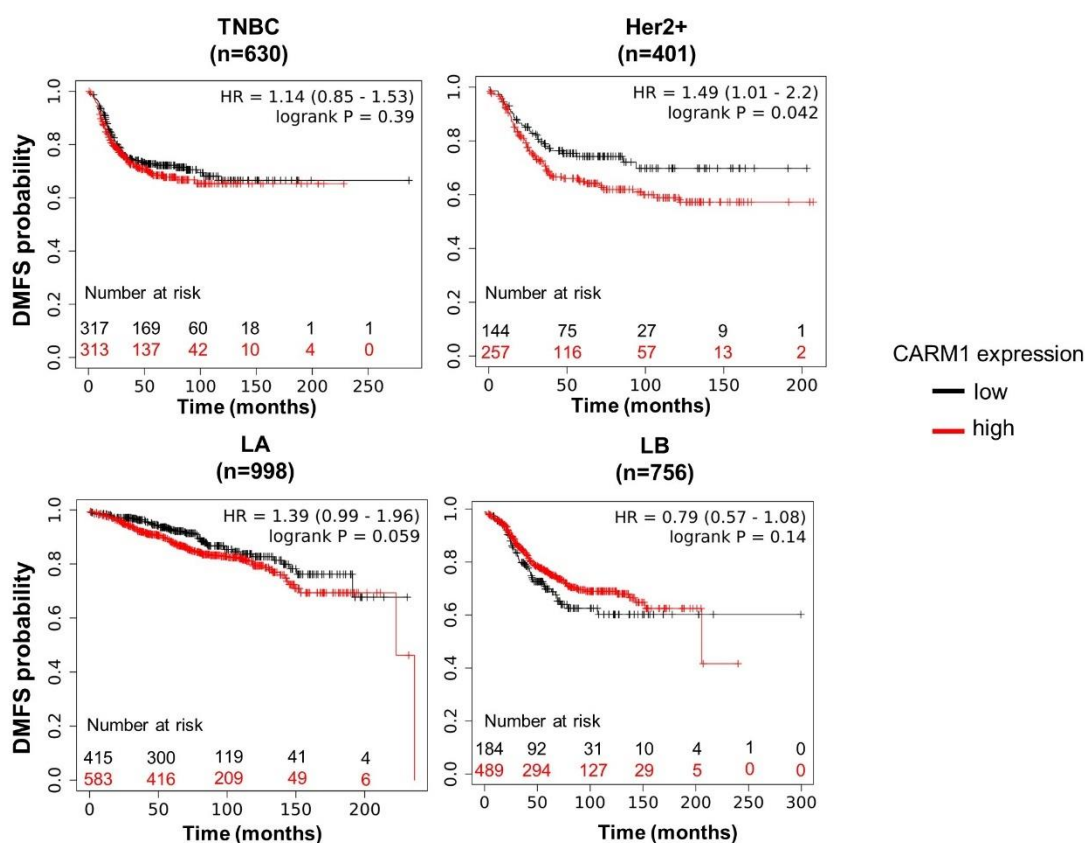 TNBC
(n=630)
HR = 1.14 (0.85 - 1.53)
logrank P = 0.39
DMFS probability
1.0
0.8
0.6
0.4
0.2
0.0
Number at risk
317 169 60 18 1 1
313 137 42 10 4 0
0 50 100 150 200 250
Time (months)
Her2+
(n=401)
HR = 1.49 (1.01 - 2.2)
logrank P = 0.042
1.0
0.8
0.6
0.4
0.2
0.0
Number at risk
144 75 27 9 1
257 116 57 13 2
0 50 100 150 200
Time (months)
CARM1 expression
low
high
LA
(n=998)
HR = 1.39 (0.99 - 1.96)
logrank P = 0.059
DMFS probability
1.0
0.8
0.6
0.4
0.2
0.0
Number at risk
415 300 119 41 4
583 416 209 49 6
0 50 100 150 200
Time (months)
LB
(n=756)
HR = 0.79 (0.57 - 1.08)
logrank P = 0.14
1.0
0.8
0.6
0.4
0.2
0.0
Number at risk
184 92 31 10 4 1 0
489 294 127 29 5 0 0
0 50 100 150 200 250 300
Time (months)